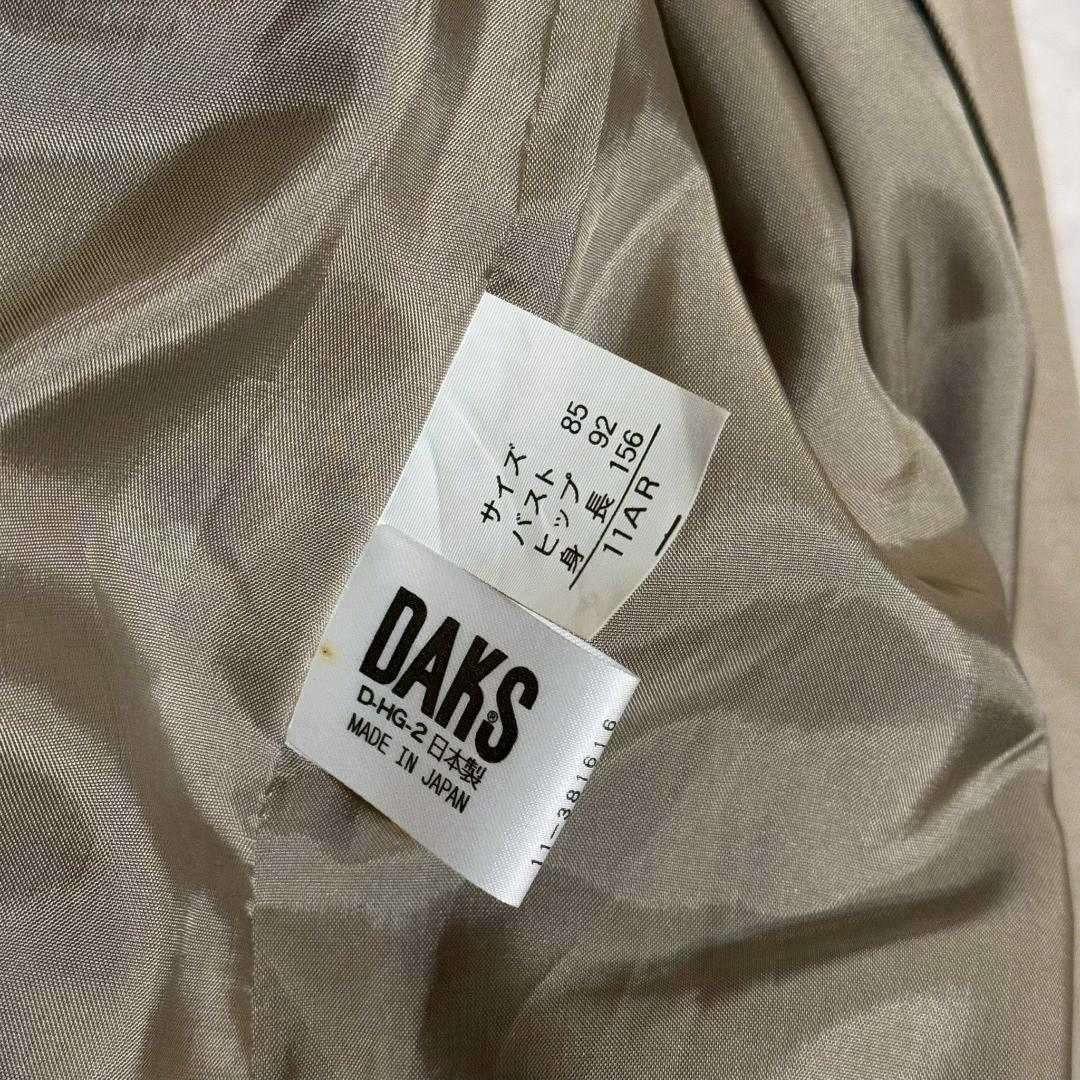 サイズ
バスト 85
ヒップ 92
身長 156
11AR
DAKS®
D-HG-2 日本製
MADE IN JAPAN
11-381616